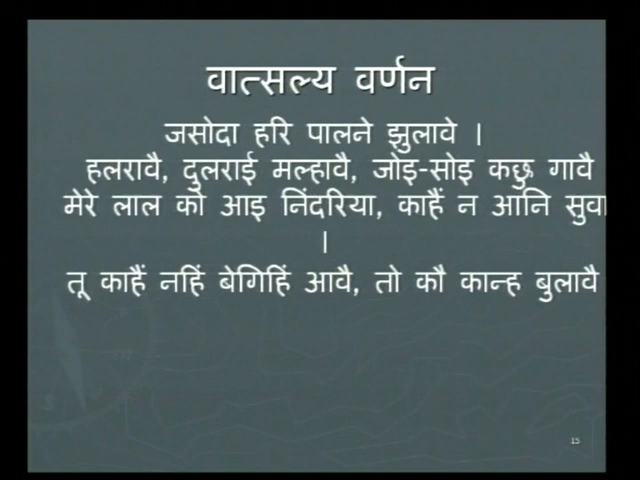 वात्सल्य वर्णन
जसोदा हरि पालने झुलावे ।
हलरावै, दुलराई मल्हावै, जोइ-सोइ कछु गावै
मेरे लाल को आइ निंदरिया, काहैं न आनि
।
तू काहैं नहिं बेगिहिं आवै, तो कौ कान्ह बुलावै
15